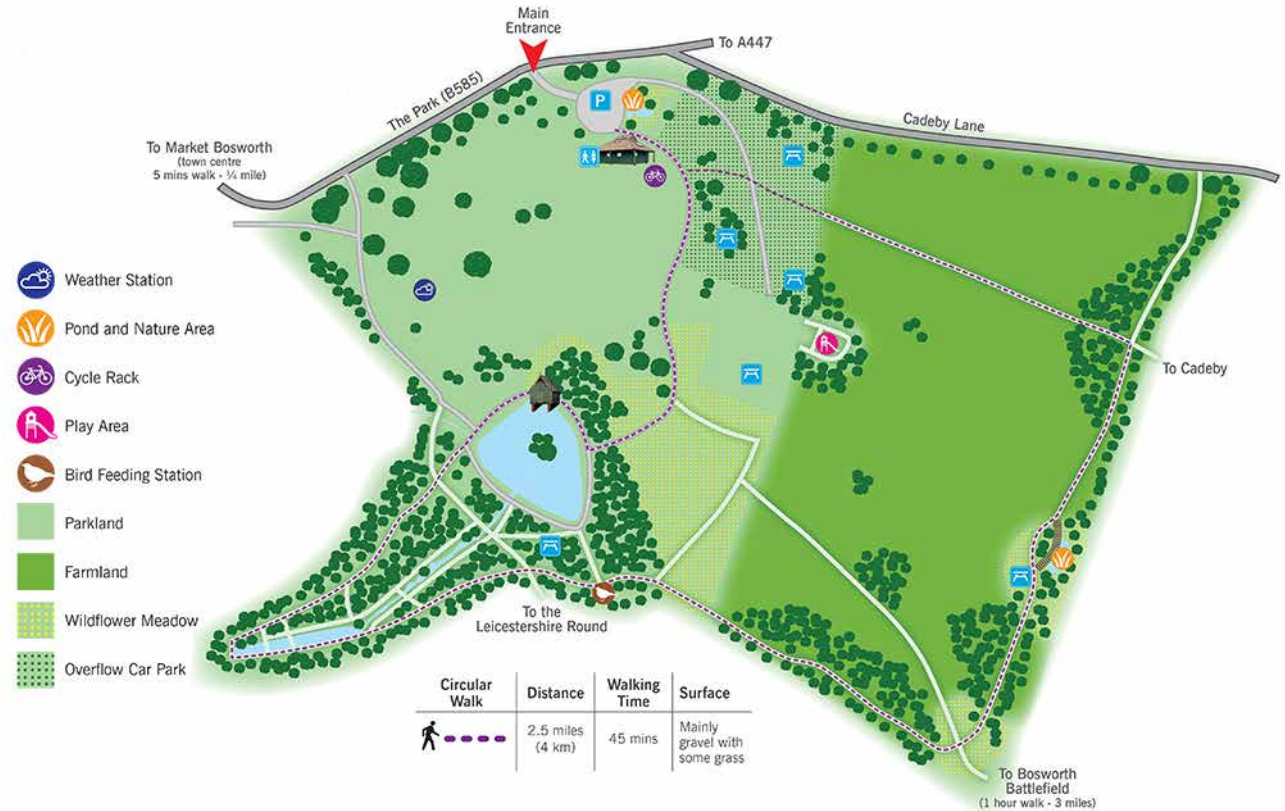 Main
Entrance
To A447
The Park (B585)
P
Cadeby Lane
To Market Bosworth
(town centre
5 mins walk - ¼ mile)
Weather Station
Pond and Nature Area
Cycle Rack
Play Area
Bird Feeding Station
Parkland
Farmland
Wildflower Meadow
Overflow Car Park
To Cadeby
To the
Leicestershire Round
Circular
Walk
Distance
Walking
Time
Surface
2.5 miles
(4 km)
45 mins
Mainly
gravel with
some grass
To Bosworth
Battlefield
(1 hour walk - 3 miles)